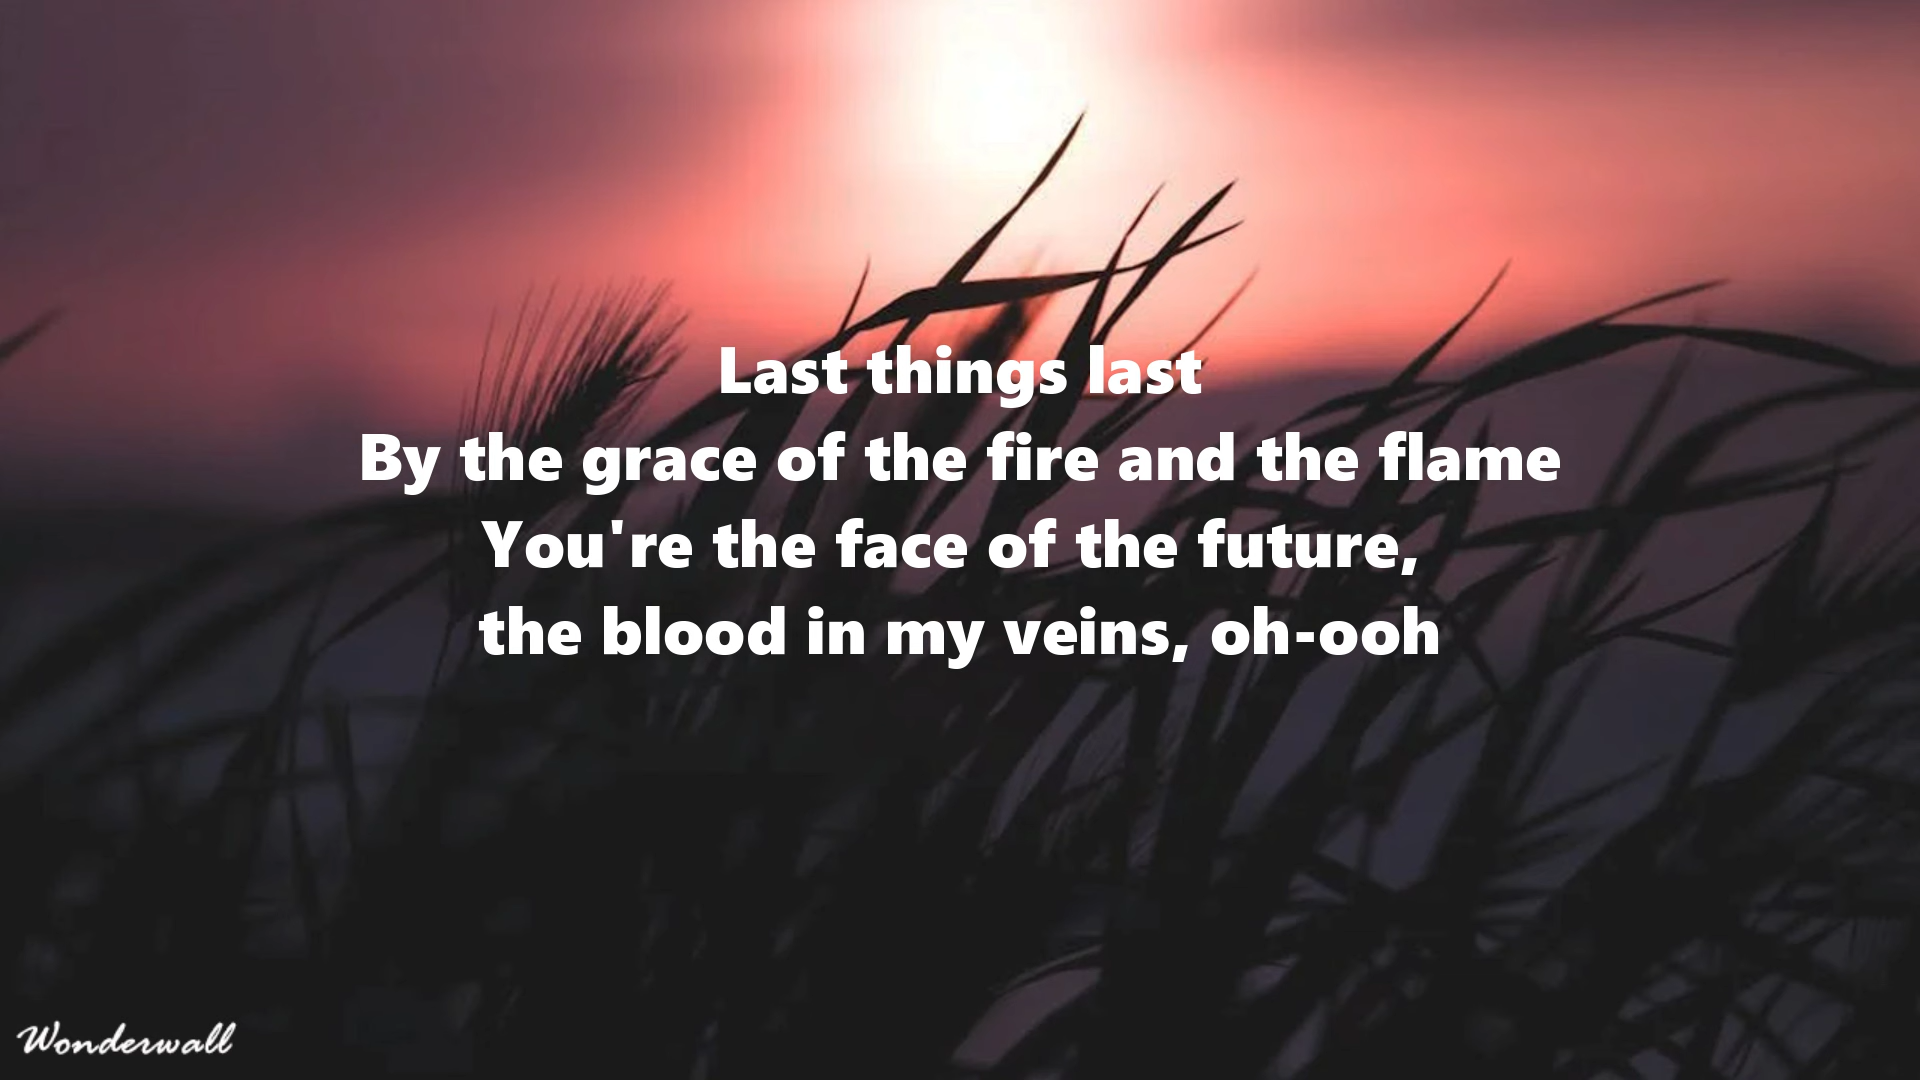 Last things last
By the grace of the fire and the flame
You're the face of the future,
the blood in my veins, oh-ooh
Wonderwall